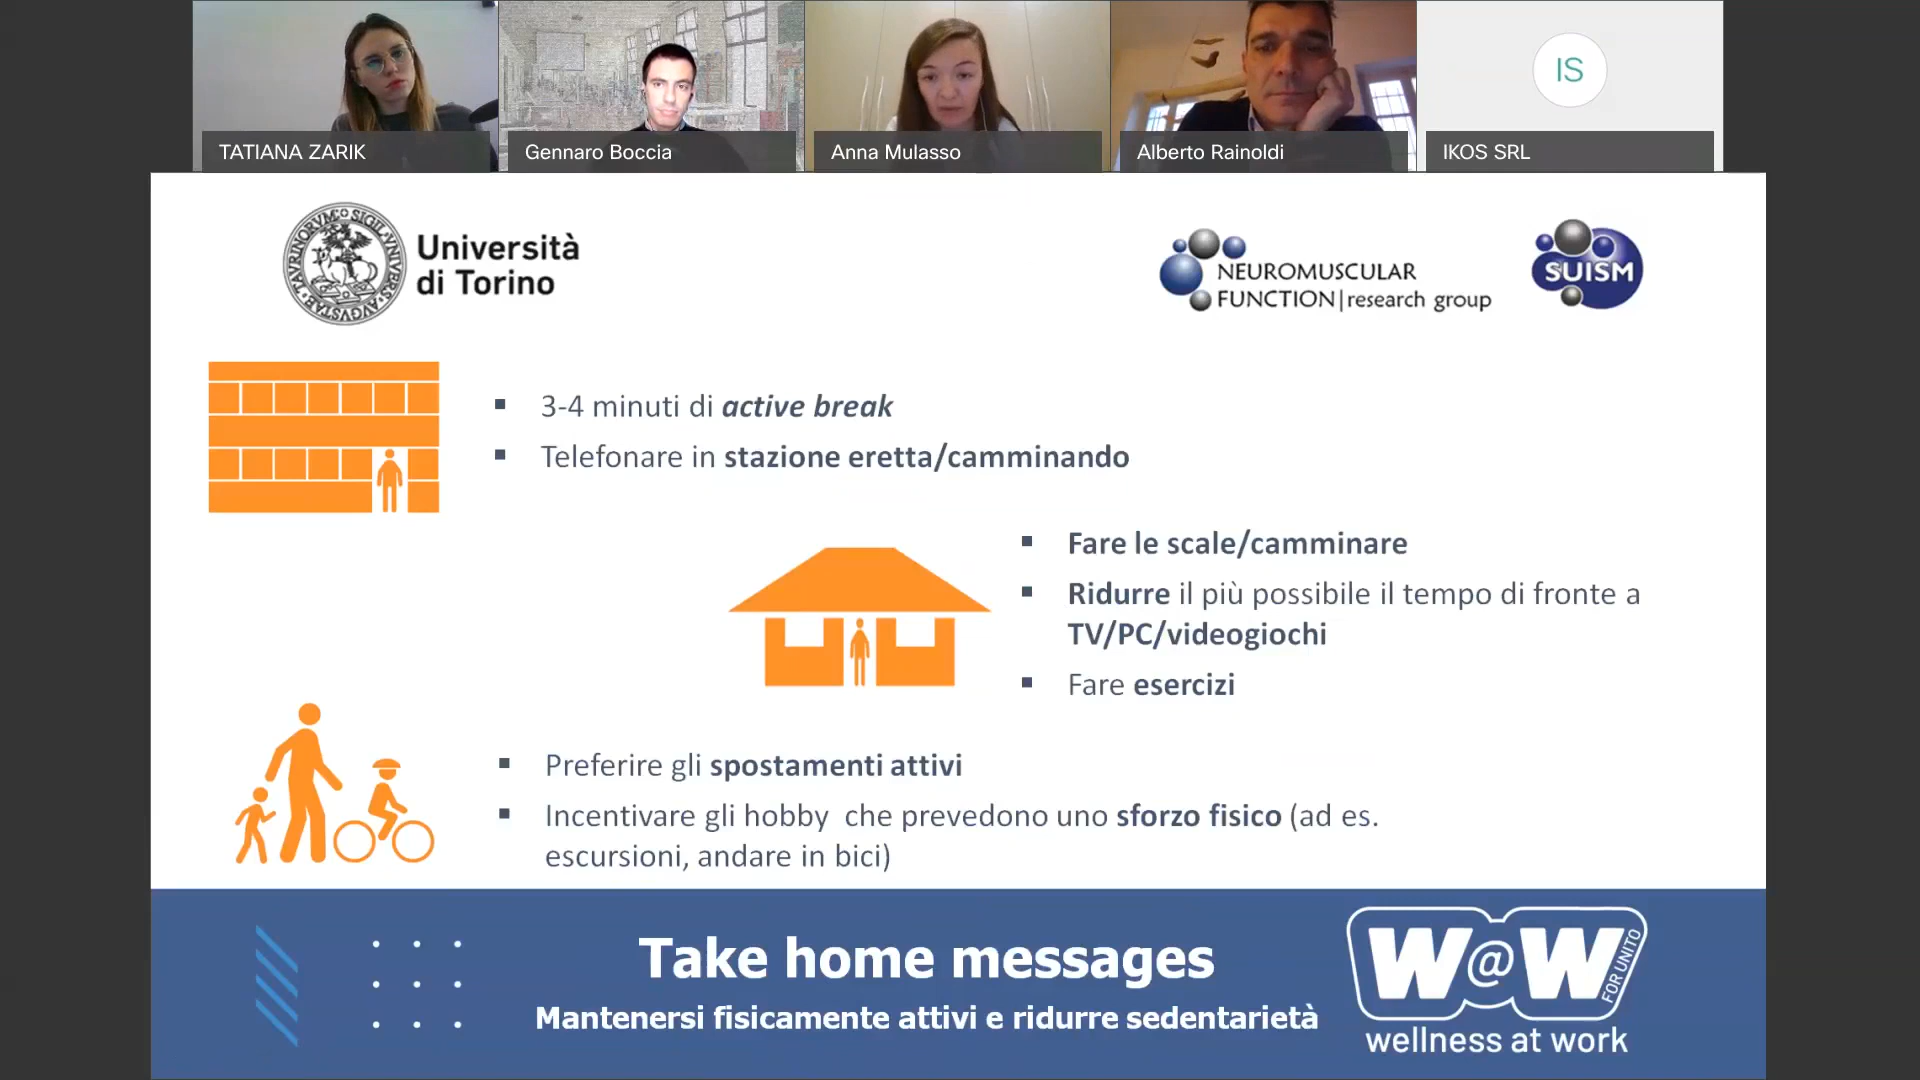 TATIANA ZARIK
Gennaro Boccia
Anna Mulasso
Alberto Rainoldi
IS
IKOS SRL
Università
di Torino
NEUROMUSCULAR
FUNCTION|research group
SUISM
3-4 minuti di active break
Telefonare in stazione eretta/camminando
Fare le scale/camminare
Ridurre il più possibile il tempo di fronte a
TV/PC/videogiochi
Fare esercizi
Preferire gli spostamenti attivi
Incentivare gli hobby  che prevedono uno sforzo fisico (ad es.
escursioni, andare in bici)
Take home messages
Mantenersi fisicamente attivi e ridurre sedentarietà
W@W
FOR UNITO
wellness at work